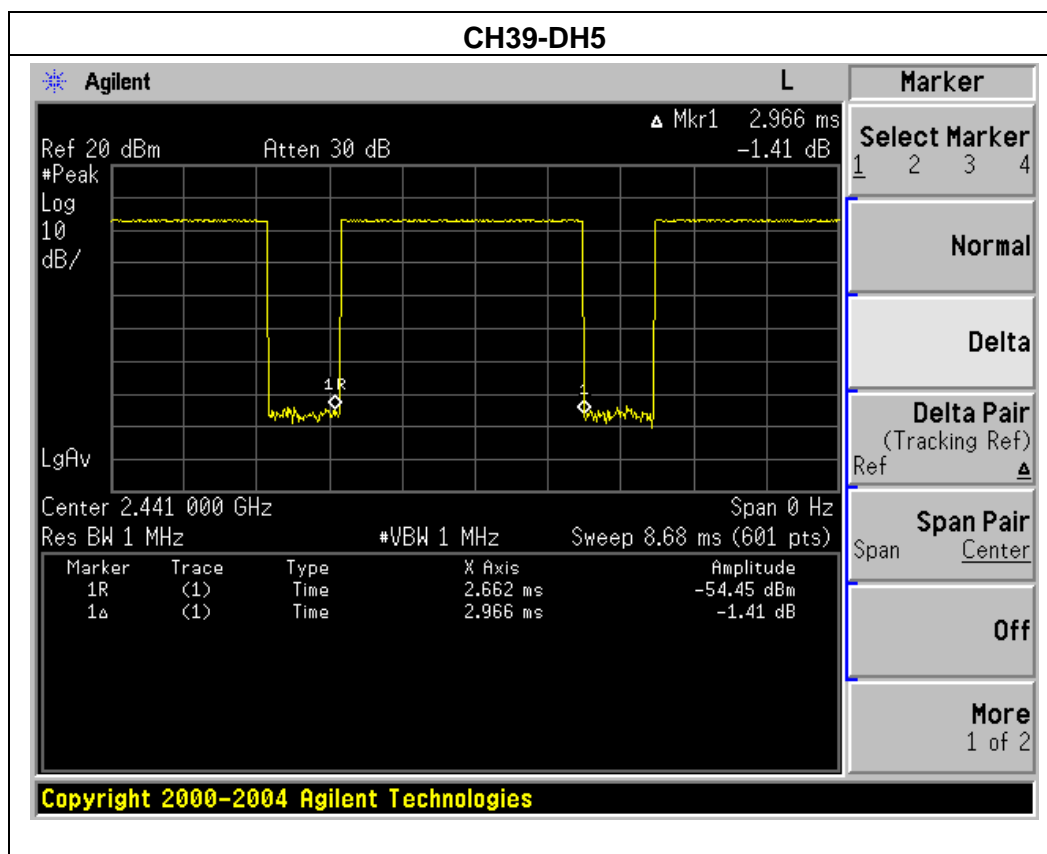 CH39-DH5
Agilent L
Δ Mkr1 2.966 ms
Ref 20 dBm Atten 30 dB -1.41 dB
#Peak
Log
10
dB/
1R 1
LgAv
Center 2.441 000 GHz Span 0 Hz
Res BW 1 MHz #VBW 1 MHz Sweep 8.68 ms (601 pts)
Marker Trace Type X Axis Amplitude
1R (1) Time 2.662 ms -54.45 dBm
1Δ (1) Time 2.966 ms -1.41 dB
Copyright 2000-2004 Agilent Technologies
Marker
Select Marker
1 2 3 4
Normal
Delta
Delta Pair
(Tracking Ref)
Ref Δ
Span Pair
Span Center
Off
More
1 of 2